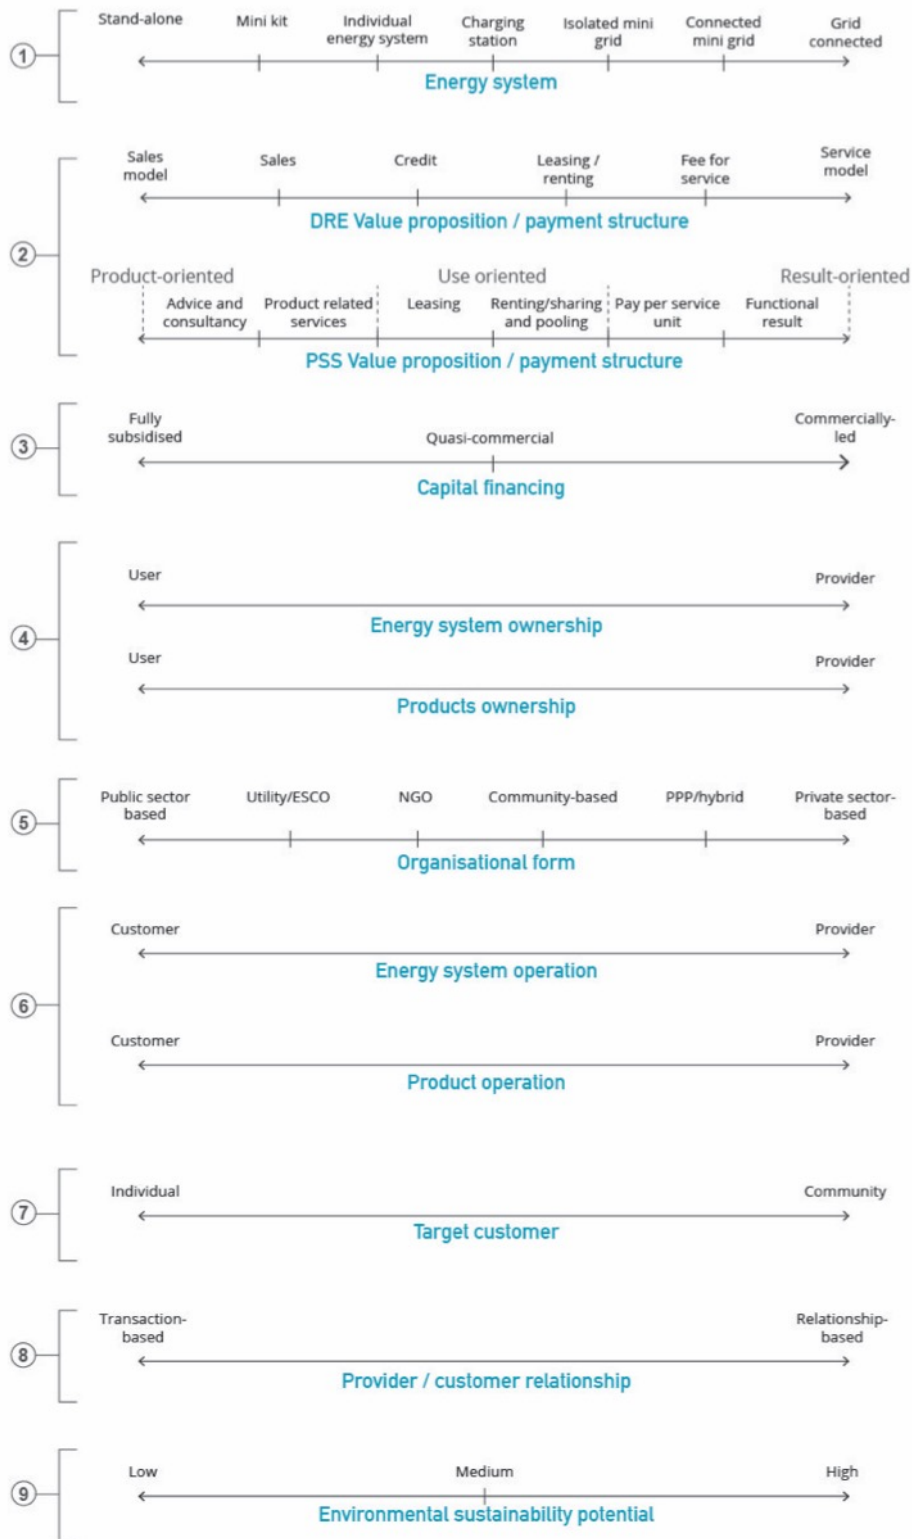 ①
Stand-alone
Mini kit
Individual
energy system
Charging
station
Isolated mini
grid
Connected
mini grid
Grid
connected
Energy system
②
Sales
model
Sales
Credit
Leasing /
renting
Fee for
service
Service
model
DRE Value proposition / payment structure
Product-oriented
Use oriented
Result-oriented
Advice and
consultancy
Product related
services
Leasing
Renting/sharing
and pooling
Pay per service
unit
Functional
result
PSS Value proposition / payment structure
③
Fully
subsidised
Quasi-commercial
Commercially-
led
Capital financing
④
User
Provider
Energy system ownership
User
Provider
Products ownership
⑤
Public sector
based
Utility/ESCO
NGO
Community-based
PPP/hybrid
Private sector-
based
Organisational form
⑥
Customer
Provider
Energy system operation
Customer
Provider
Product operation
⑦
Individual
Community
Target customer
⑧
Transaction-
based
Relationship-
based
Provider / customer relationship
⑨
Low
Medium
High
Environmental sustainability potential